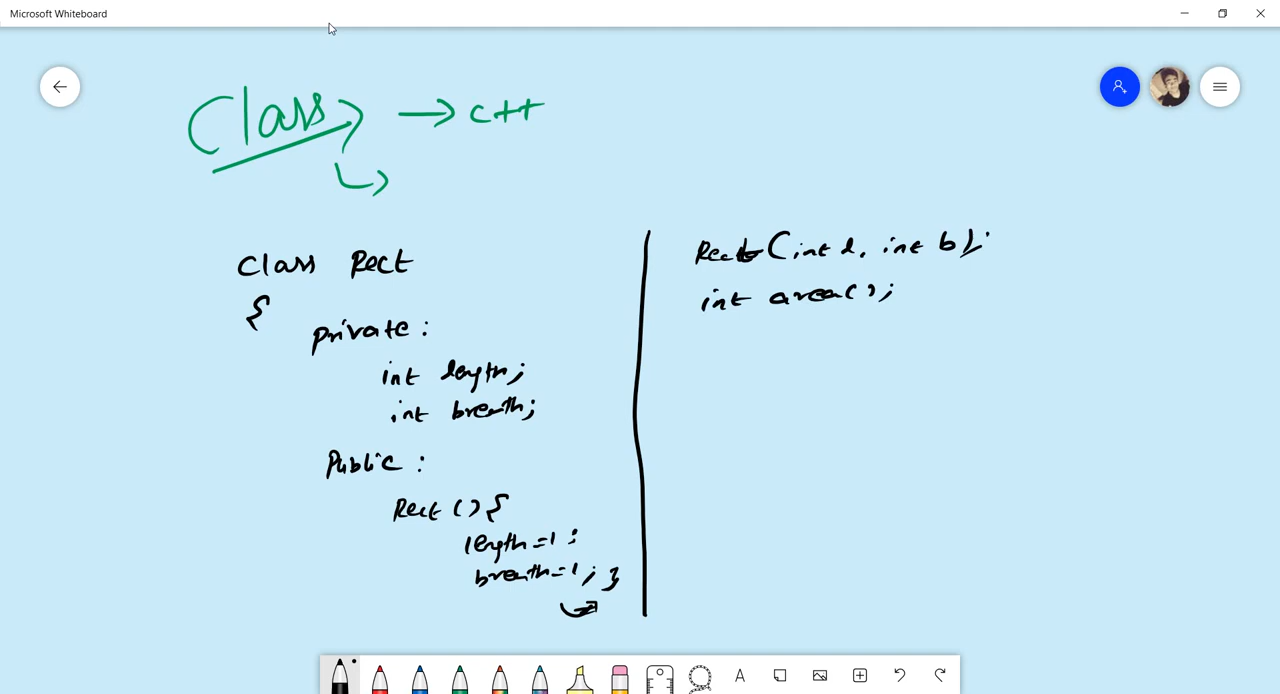 Microsoft Whiteboard
Class → c++
Class Rect
{
private :
int length;
int breath;
Public :
Rect () {
length=1;
breath=1; }
Rect (int l, int b);
int area();
A